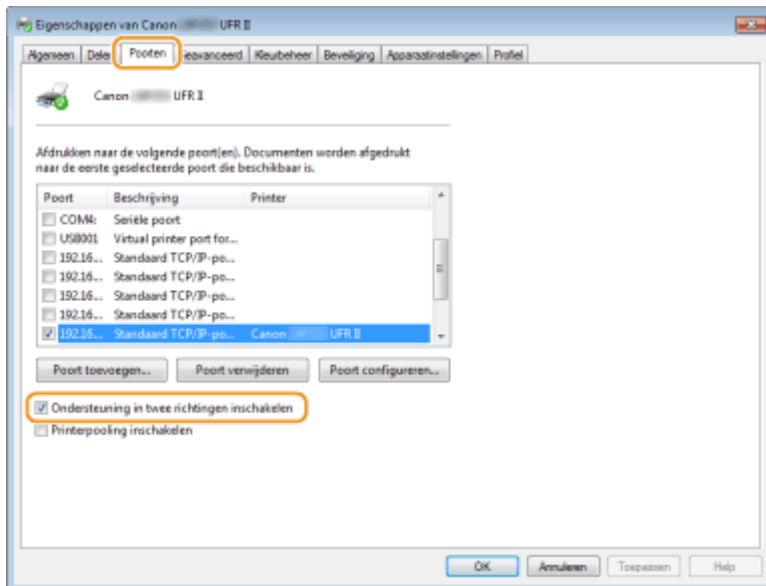 Eigenschappen van Canon UFR II
Algemeen Delen Poorten Geavanceerd Kleurbeheer Beveiliging Apparaatinstellingen Profiel
Canon UFR II
Afdrukken naar de volgende poort(en). Documenten worden afgedrukt
naar de eerste geselecteerde poort die beschikbaar is.
Poort Beschrijving Printer
COM4: Seriële poort
USB001 Virtual printer port for...
192.16... Standaard TCP/IP-po...
192.16... Standaard TCP/IP-po...
192.16... Standaard TCP/IP-po...
192.16... Standaard TCP/IP-po...
192.16... Standaard TCP/IP-po... Canon UFR II
Poort toevoegen... Poort verwijderen Poort configureren...
Ondersteuning in twee richtingen inschakelen
Printerpooling inschakelen
OK Annuleren Toepassen Help